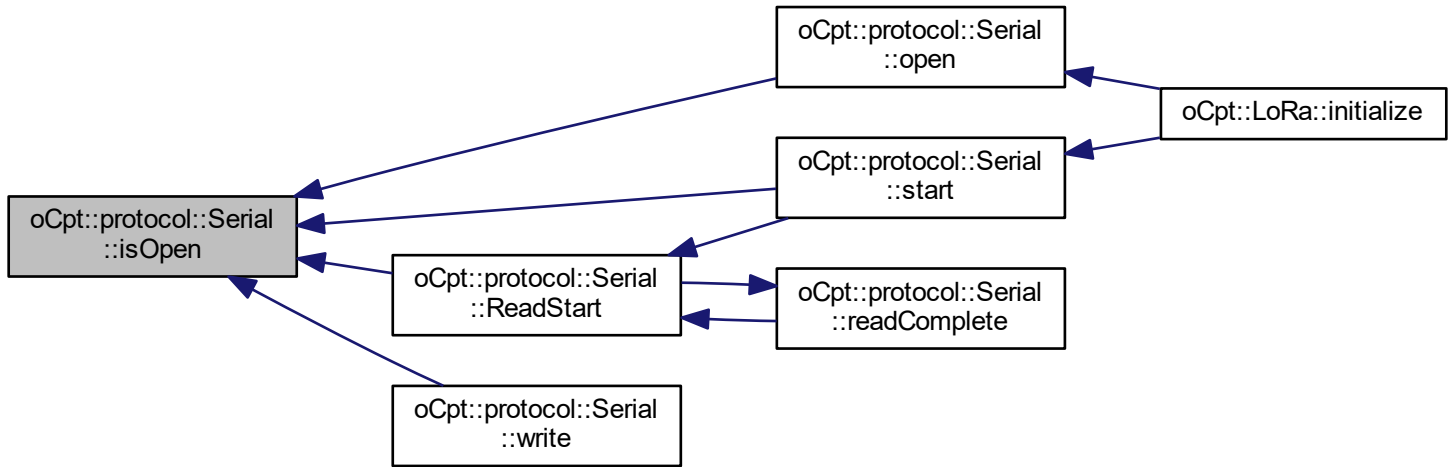 oCpt::protocol::Serial
::isOpen
oCpt::protocol::Serial
::open
oCpt::LoRa::initialize
oCpt::protocol::Serial
::start
oCpt::protocol::Serial
::ReadStart
oCpt::protocol::Serial
::readComplete
oCpt::protocol::Serial
::write